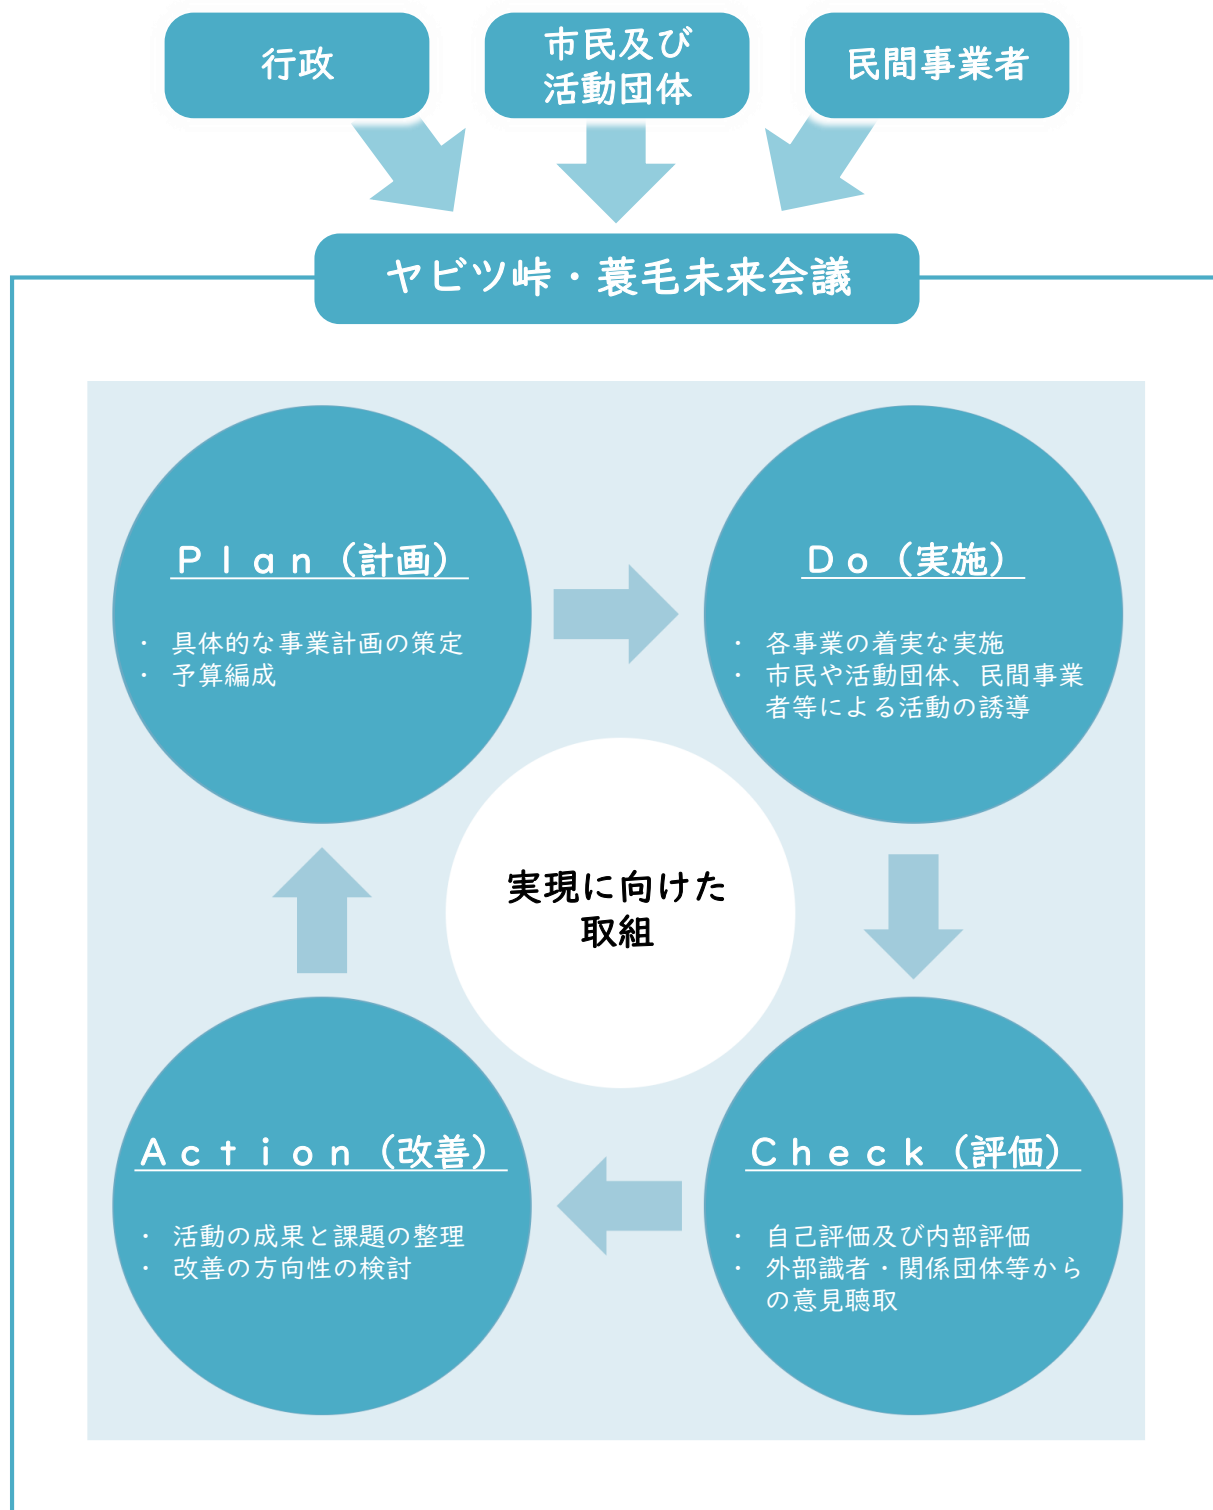 行政
市民及び
活動団体
民間事業者
ヤビツ峠・蓑毛未来会議
Ｐｌａｎ（計画）
・ 具体的な事業計画の策定
・ 予算編成
Ｄｏ（実施）
・ 各事業の着実な実施
・ 市民や活動団体、民間事業
者等による活動の誘導
実現に向けた
取組
Ａｃｔｉｏｎ（改善）
・ 活動の成果と課題の整理
・ 改善の方向性の検討
Ｃｈｅｃｋ（評価）
・ 自己評価及び内部評価
・ 外部識者・関係団体等から
の意見聴取